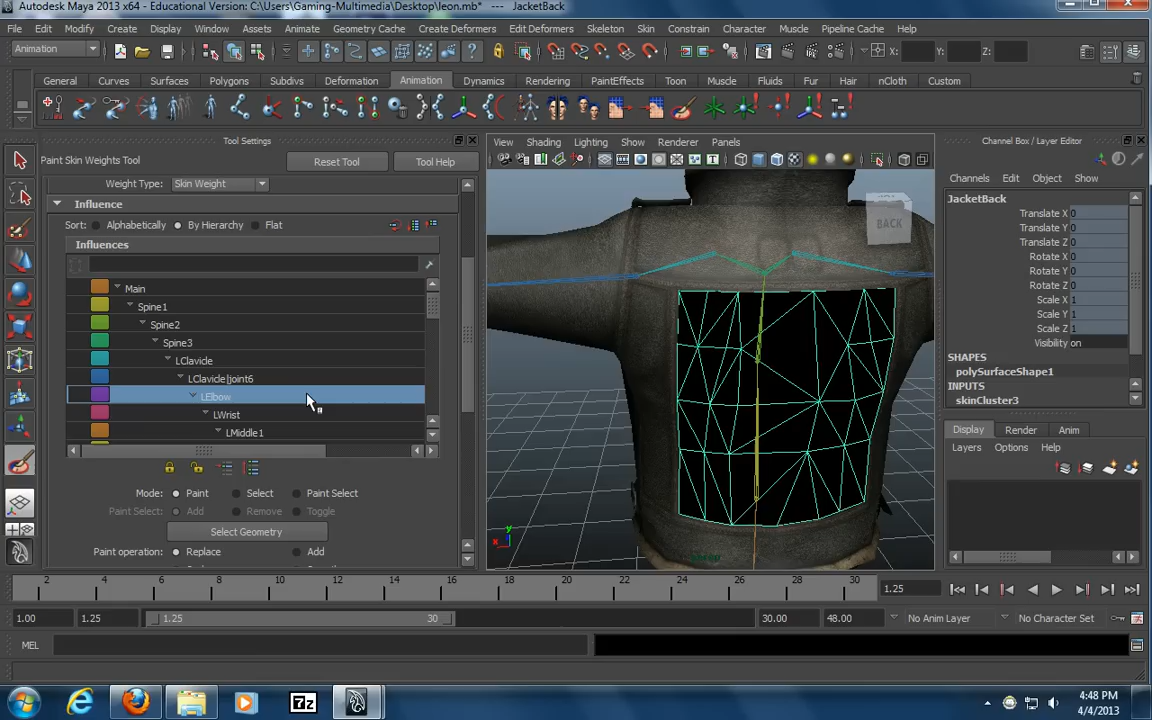 Autodesk Maya 2013 x64 - Educational Version: C:\Users\Gaming-Multimedia\Desktop\leon.mb* --- JacketBack
File Edit Modify Create Display Window Assets Animate Geometry Cache Create Deformers Edit Deformers Skeleton Skin Constrain Character Muscle Pipeline Cache Help
Animation X: Y: Z:
General Curves Surfaces Polygons Subdivs Deformation Animation Dynamics Rendering PaintEffects Toon Muscle Fluids Fur Hair nCloth Custom
Tool Settings
Paint Skin Weights Tool Reset Tool Tool Help
Weight Type: Skin Weight
Influence
Sort: Alphabetically By Hierarchy Flat
Influences
Main
Spine1
Spine2
Spine3
LClavide
LClavide|joint6
LElbow
LWrist
LMiddle1
Mode: Paint Select Paint Select
Paint Select: Add Remove Toggle
Select Geometry
Paint operation: Replace Add
View Shading Lighting Show Renderer Panels
BACK
y
x
persp
Channel Box / Layer Editor
Channels Edit Object Show
JacketBack
Translate X 0
Translate Y 0
Translate Z 0
Rotate X 0
Rotate Y 0
Rotate Z 0
Scale X 1
Scale Y 1
Scale Z 1
Visibility on
SHAPES
polySurfaceShape1
INPUTS
skinCluster3
Display Render Anim
Layers Options Help
2 4 6 8 10 12 14 16 18 20 22 24 26 28 30 1.25
1.00 1.25 1.25 30 30.00 48.00 No Anim Layer No Character Set
MEL
7z
4:48 PM
4/4/2013